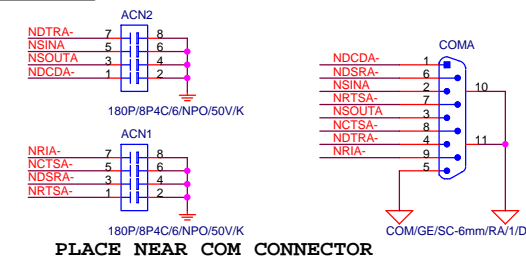 ACN2
NDTRA- 7 8
NSINA 5 6
NSOUTA 3 4
NDCDA- 1 2
180P/8P4C/6/NPO/50V/K
ACN1
NRIA- 7 8
NCTSA- 5 6
NDSRA- 3 4
NRTSA- 1 2
180P/8P4C/6/NPO/50V/K
COMA
NDCDA- 1
NDSRA- 6
NSINA 2 10
NRTSA- 7
NSOUTA 3
NCTSA- 8
NDTRA- 4 11
NRIA- 9
5
COM/GE/SC-6mm/RA/1/D
PLACE NEAR COM CONNECTOR